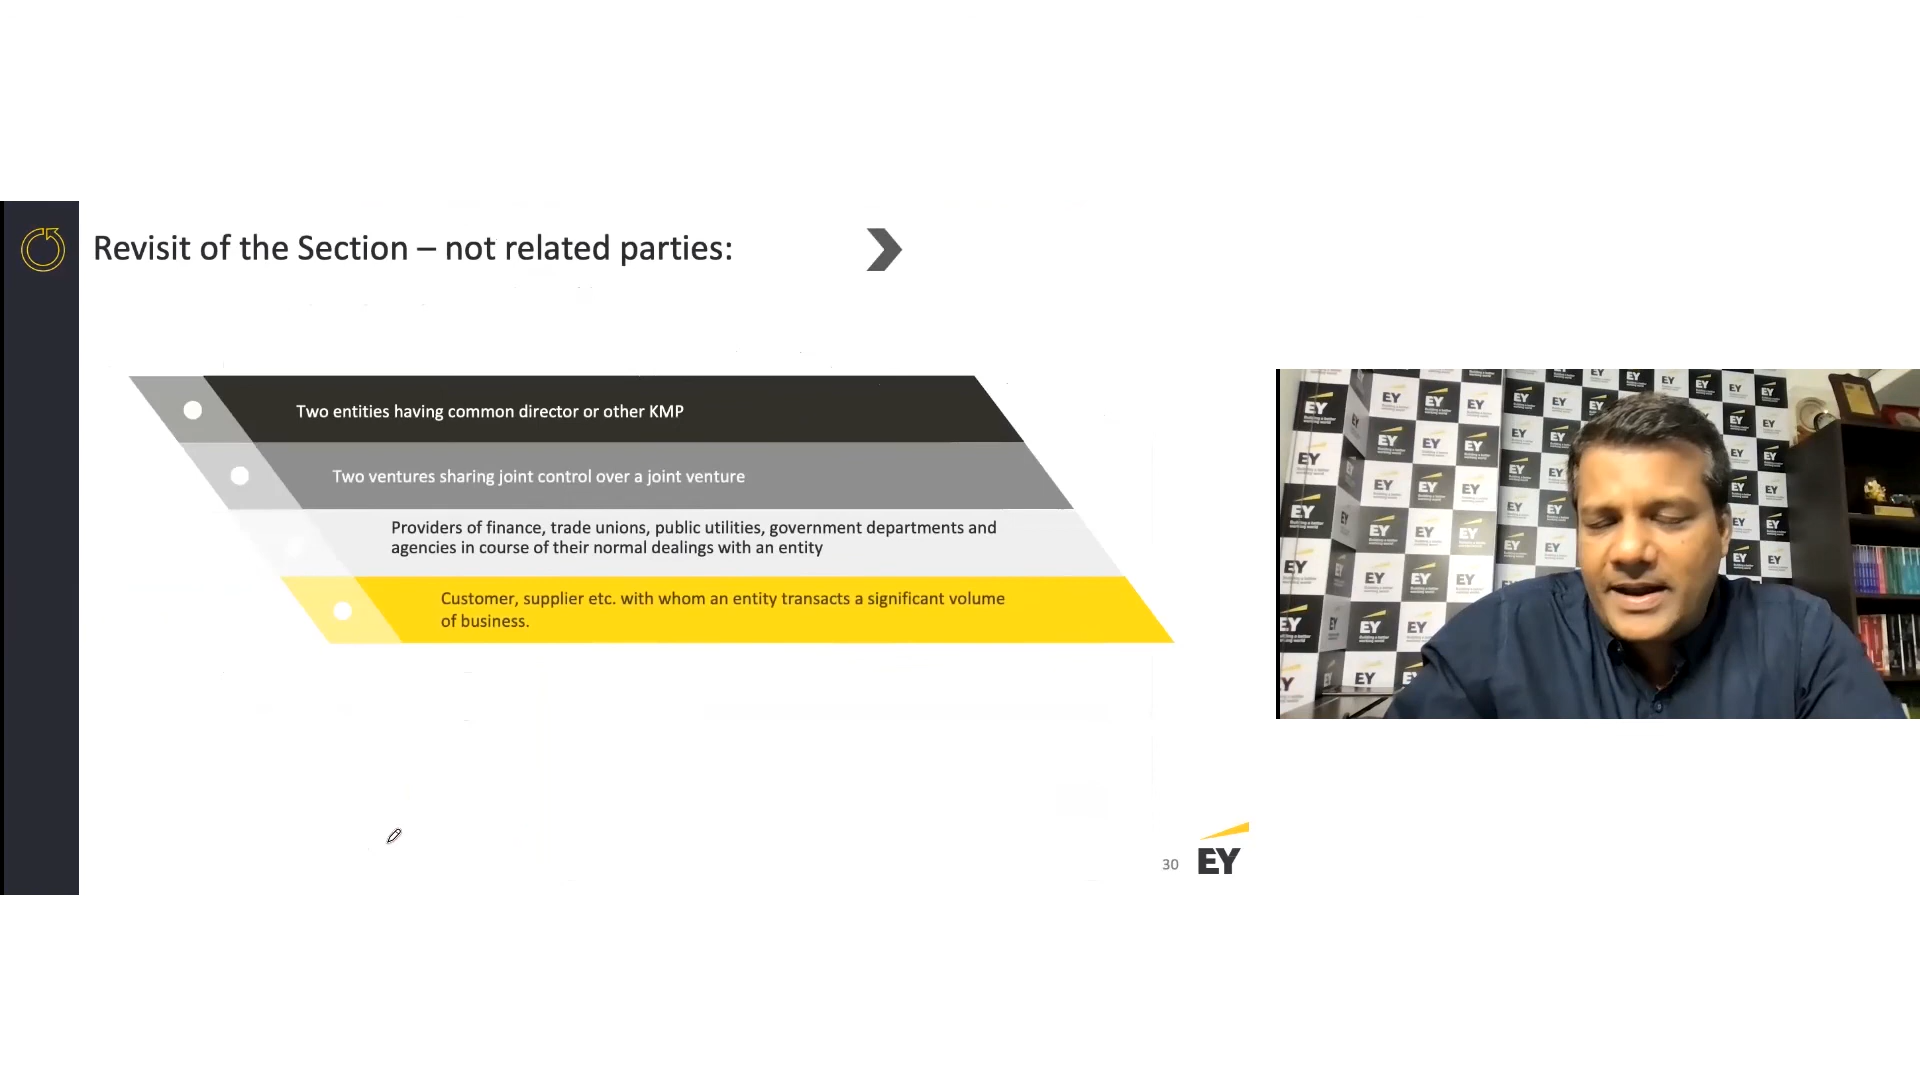 Revisit of the Section – not related parties:
Two entities having common director or other KMP
Two ventures sharing joint control over a joint venture
Providers of finance, trade unions, public utilities, government departments and
agencies in course of their normal dealings with an entity
Customer, supplier etc. with whom an entity transacts a significant volume
of business.
30
EY